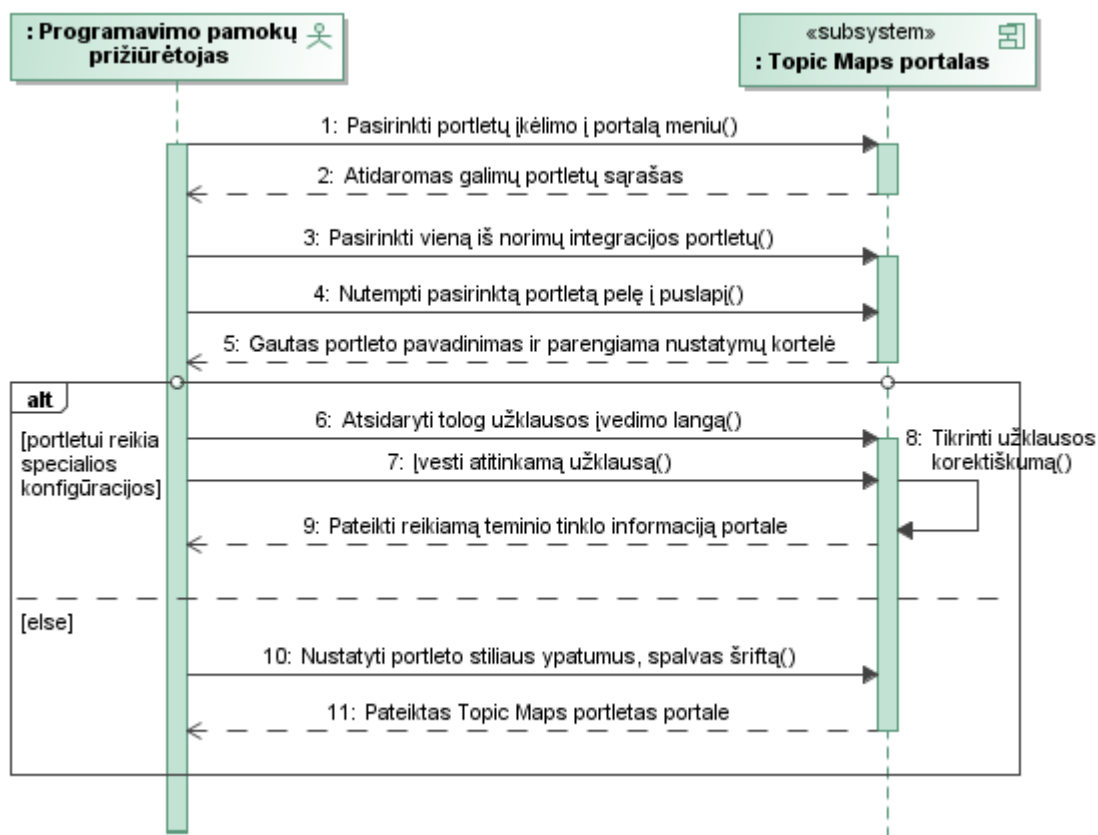 : Programavimo pamokų
prižiūrėtojas
«subsystem»
: Topic Maps portalas
1: Pasirinkti portletų įkėlimo į portalą meniu()
2: Atidaromas galimų portletų sąrašas
3: Pasirinkti vieną iš norimų integracijos portletų()
4: Nutempti pasirinktą portletą pelę į puslapį()
5: Gautas portleto pavadinimas ir parengiama nustatymų kortelė
alt
[portletui reikia
specialios
konfigūracijos]
6: Atsidaryti tolog užklausos įvedimo langą()
7: Įvesti atitinkamą užklausą()
8: Tikrinti užklausos
korektiškumą()
9: Pateikti reikiamą teminio tinklo informaciją portale
[else]
10: Nustatyti portleto stiliaus ypatumus, spalvas šriftą()
11: Pateiktas Topic Maps portletas portale